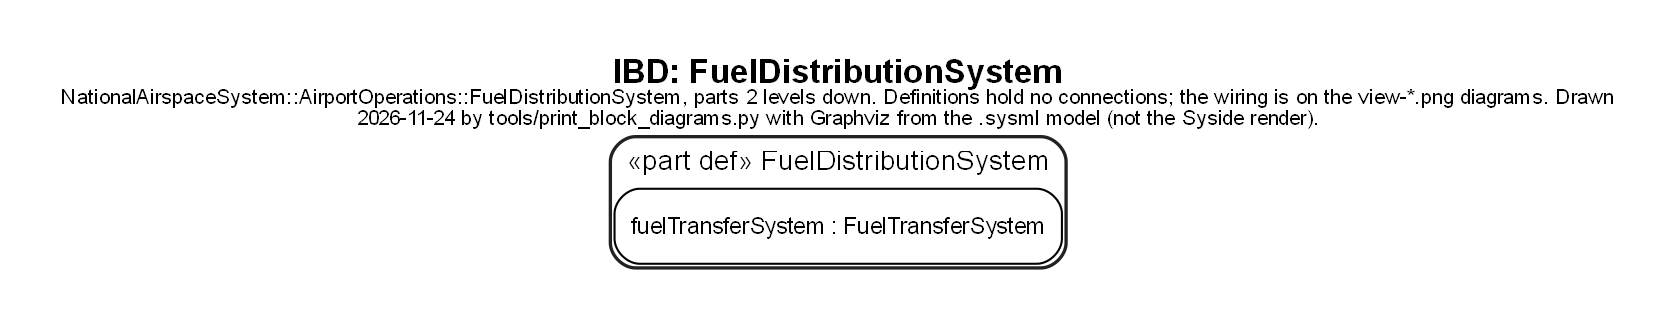 IBD: FuelDistributionSystem
NationalAirspaceSystem::AirportOperations::FuelDistributionSystem, parts 2 levels down. Definitions hold no connections; the wiring is on the view-*.png diagrams. Drawn
2026-11-24 by tools/print_block_diagrams.py with Graphviz from the .sysml model (not the Syside render).
«part def» FuelDistributionSystem
fuelTransferSystem : FuelTransferSystem